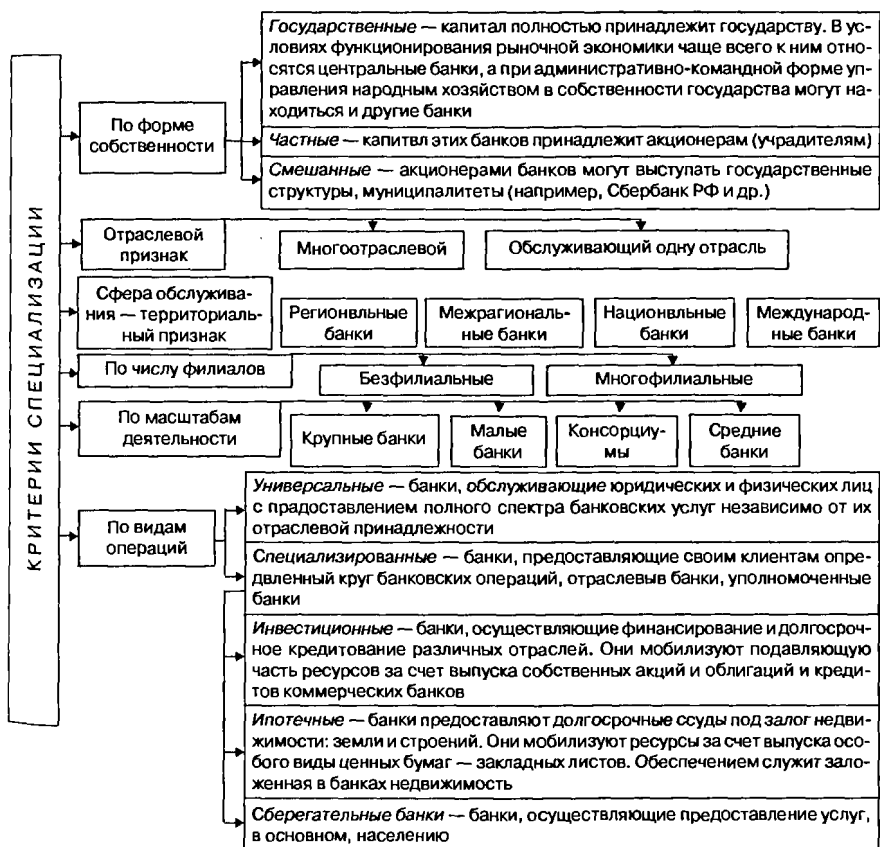 КРИТЕРИИ СПЕЦИАЛИЗАЦИИ
По форме
собственности
Государственные — капитал полностью принадлежит государству. В ус-
ловиях функционирования рыночной экономики чаще всего к ним отно-
сятся центральные банки, а при административно-командной форме уп-
равления народным хозяйством в собственности государства могут на-
ходиться и другие банки
Частные — капитвл этих банков принадлежит акционерам (учрадителям)
Смешанные — акционерами банков могут выступать государственные
структуры, муниципалитеты (например, Сбербанк РФ и др.)
Отраслевой
признак
Многоотраслевой
Обслуживающий одну отрасль
Сфера обслужива-
ния — территориаль-
ный признак
Регионвльные
банки
Межрагиональ-
ные банки
Национвльные
банки
Международ-
ные банки
По числу филиалов
Безфилиальные
Многофилиальные
По масштабам
деятельности
Крупные банки
Малые
банки
Консорциу-
мы
Средние
банки
По видам
операций
Универсальные — банки, обслуживающие юридических и физических лиц
с прадоставлением полного спектра банковских услуг независимо от их
отраслевой принадлежности
Специализированные — банки, предоставляющие своим клиентам опре-
двленный круг банковских операций, отраслевыв банки, уполномоченные
банки
Инвестиционные — банки, осуществляющие финансирование и долгосроч-
ное кредитование различных отраслей. Они мобилизуют подавляющую
часть ресурсов за счет выпуска собственных акций и облигаций и креди-
тов коммерческих банков
Ипотечные — банки предоставляют долгосрочные ссуды под залог недви-
жимости: земли и строений. Они мобилизуют ресурсы за счет выпуска осо-
бого виды ценных бумаг — закладных листов. Обеспечением служит зало-
женная в банках недвижимость
Сберегательные банки — банки, осуществляющие предоставление услуг,
в основном, населению